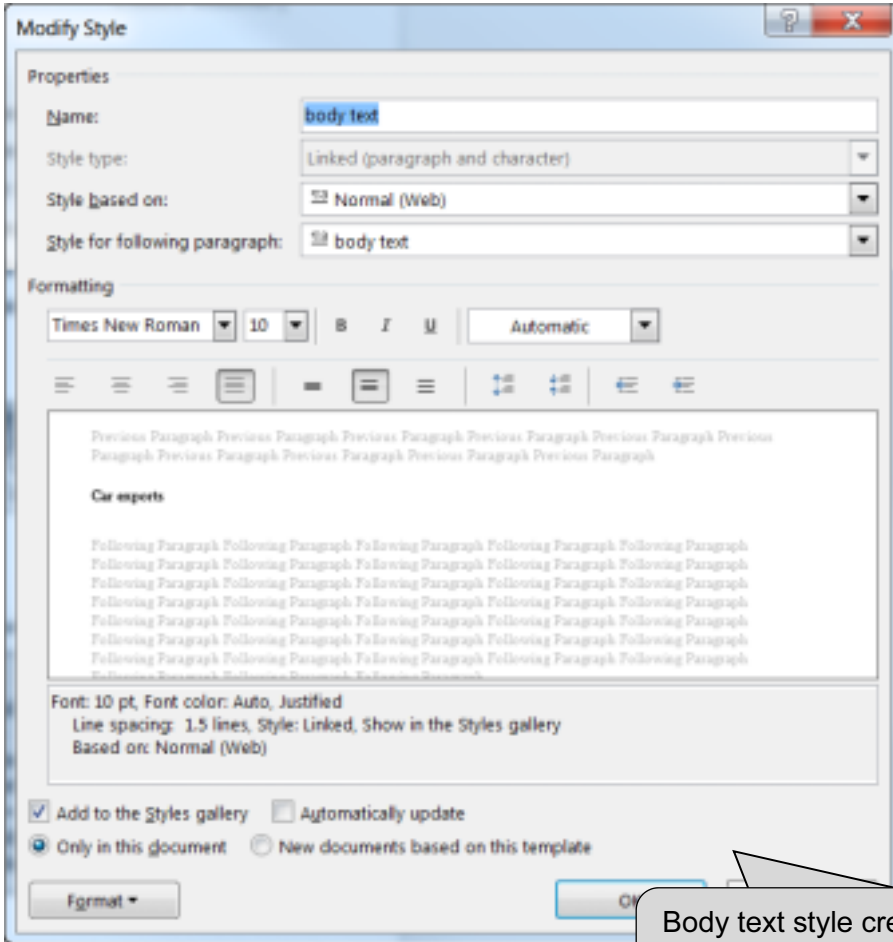 Modify Style
Properties
Name: body text
Style type: Linked (paragraph and character)
Style based on: Normal (Web)
Style for following paragraph: body text
Formatting
Times New Roman 10 B I U Automatic
Previous Paragraph Previous Paragraph Previous Paragraph Previous Paragraph Previous Paragraph Previous
Paragraph Previous Paragraph Previous Paragraph Previous Paragraph Previous Paragraph
Car exports
Following Paragraph Following Paragraph Following Paragraph Following Paragraph Following Paragraph
Following Paragraph Following Paragraph Following Paragraph Following Paragraph Following Paragraph
Following Paragraph Following Paragraph Following Paragraph Following Paragraph Following Paragraph
Following Paragraph Following Paragraph Following Paragraph Following Paragraph Following Paragraph
Following Paragraph Following Paragraph Following Paragraph Following Paragraph Following Paragraph
Following Paragraph Following Paragraph Following Paragraph Following Paragraph Following Paragraph
Following Paragraph Following Paragraph Following Paragraph Following Paragraph Following Paragraph
Font: 10 pt, Font color: Auto, Justified
Line spacing: 1.5 lines, Style: Linked, Show in the Styles gallery
Based on: Normal (Web)
Add to the Styles gallery Automatically update
Only in this document New documents based on this template
Format
Body text style